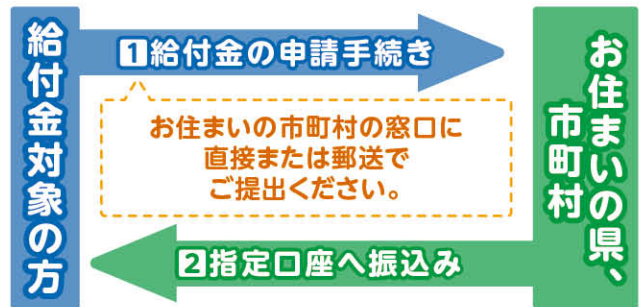 給付金対象の方
1給付金の申請手続き
お住まいの市町村の窓口に
直接または郵送で
ご提出ください。
2指定口座へ振込み
お住まいの県、
市町村